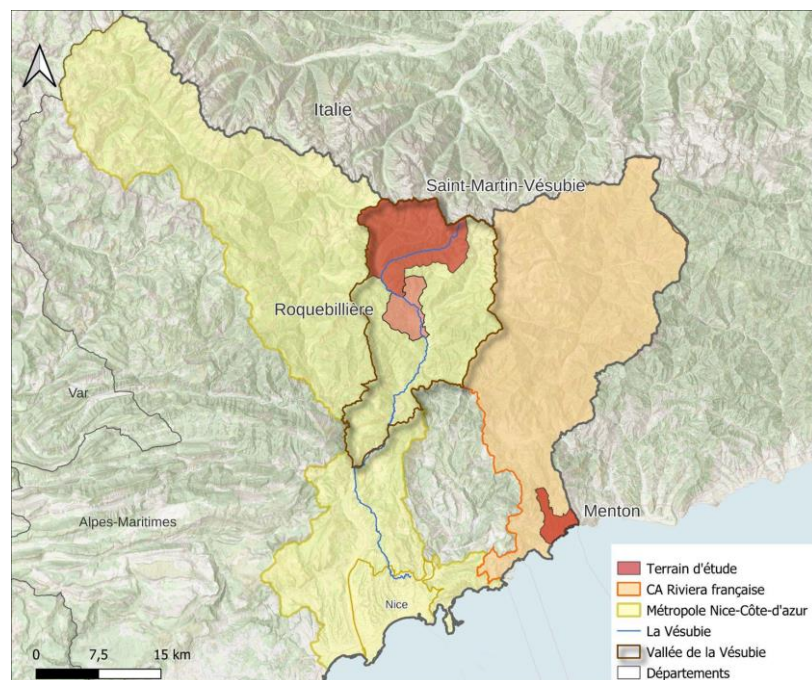 Italie
Saint-Martin-Vésubie
Roquebillière
Var
Alpes-Maritimes
Menton
Nice
Terrain d'étude
CA Riviera française
Métropole Nice-Côte-d'azur
La Vésubie
Vallée de la Vésubie
Départements
0 7,5 15 km